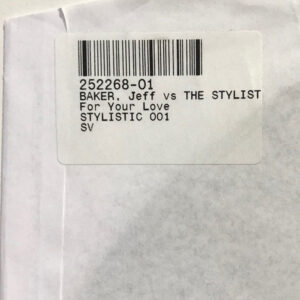 252268-01
BAKER, Jeff vs THE STYLIST
For Your Love
STYLISTIC 001
SV